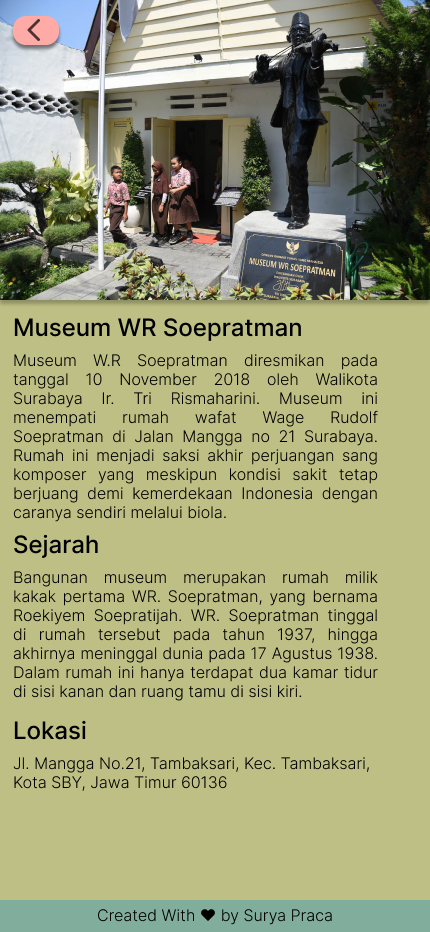 MUSEUM WR SOEPRATMAN
Museum WR Soepratman
Museum W.R Soepratman diresmikan pada
tanggal 10 November 2018 oleh Walikota
Surabaya Ir. Tri Rismaharini. Museum ini
menempati rumah wafat Wage Rudolf
Soepratman di Jalan Mangga no 21 Surabaya.
Rumah ini menjadi saksi akhir perjuangan sang
komposer yang meskipun kondisi sakit tetap
berjuang demi kemerdekaan Indonesia dengan
caranya sendiri melalui biola.
Sejarah
Bangunan museum merupakan rumah milik
kakak pertama WR. Soepratman, yang bernama
Roekiyem Soepratijah. WR. Soepratman tinggal
di rumah tersebut pada tahun 1937, hingga
akhirnya meninggal dunia pada 17 Agustus 1938.
Dalam rumah ini hanya terdapat dua kamar tidur
di sisi kanan dan ruang tamu di sisi kiri.
Lokasi
Jl. Mangga No.21, Tambaksari, Kec. Tambaksari,
Kota SBY, Jawa Timur 60136
Created With ♥ by Surya Praca